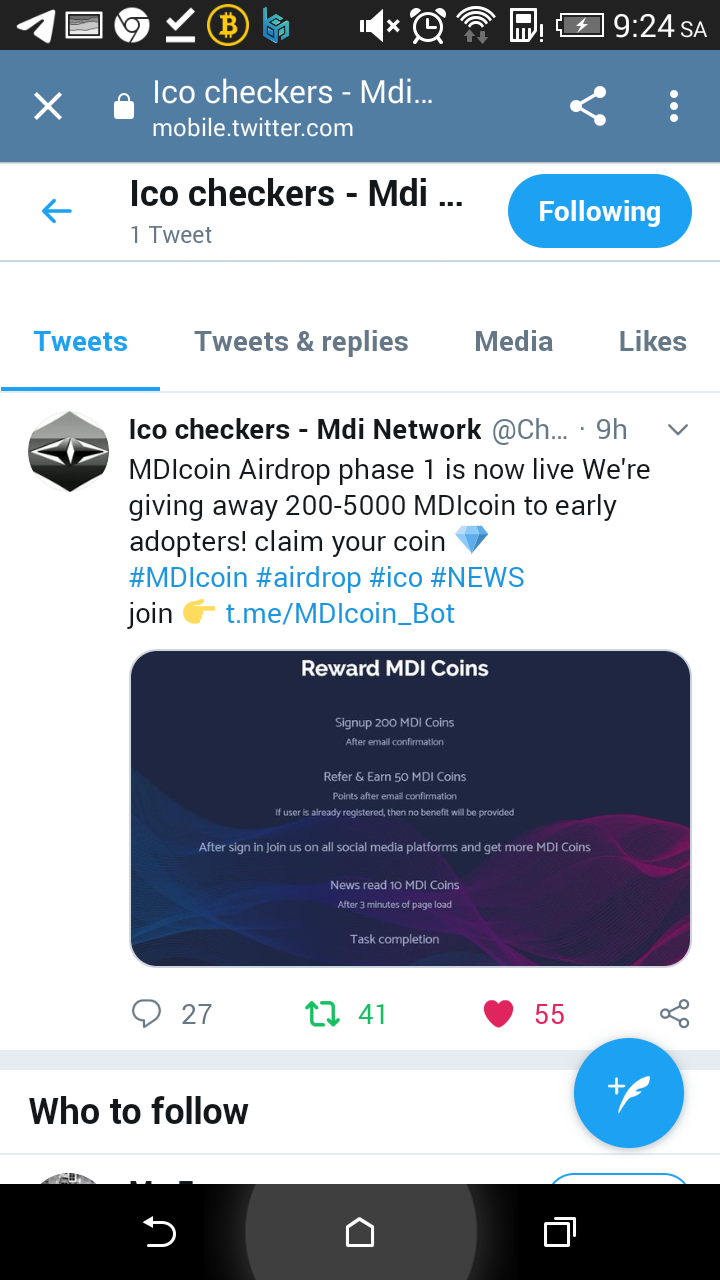 9:24 SA
Ico checkers - Mdi...
mobile.twitter.com
Ico checkers - Mdi ...
1 Tweet
Following
Tweets
Tweets & replies
Media
Likes
Ico checkers - Mdi Network @Ch... · 9h
MDIcoin Airdrop phase 1 is now live We're
giving away 200-5000 MDIcoin to early
adopters! claim your coin 💎
#MDIcoin #airdrop #ico #NEWS
join 👉 t.me/MDIcoin_Bot
Reward MDI Coins
Signup 200 MDI Coins
After email confirmation
Refer & Earn 50 MDI Coins
Points after email confirmation
If user is already registered, then no benefit will be provided
After sign in Join us on all social media platforms and get more MDI Coins
News read 10 MDI Coins
After 3 minutes of page load
Task completion
27
41
55
Who to follow